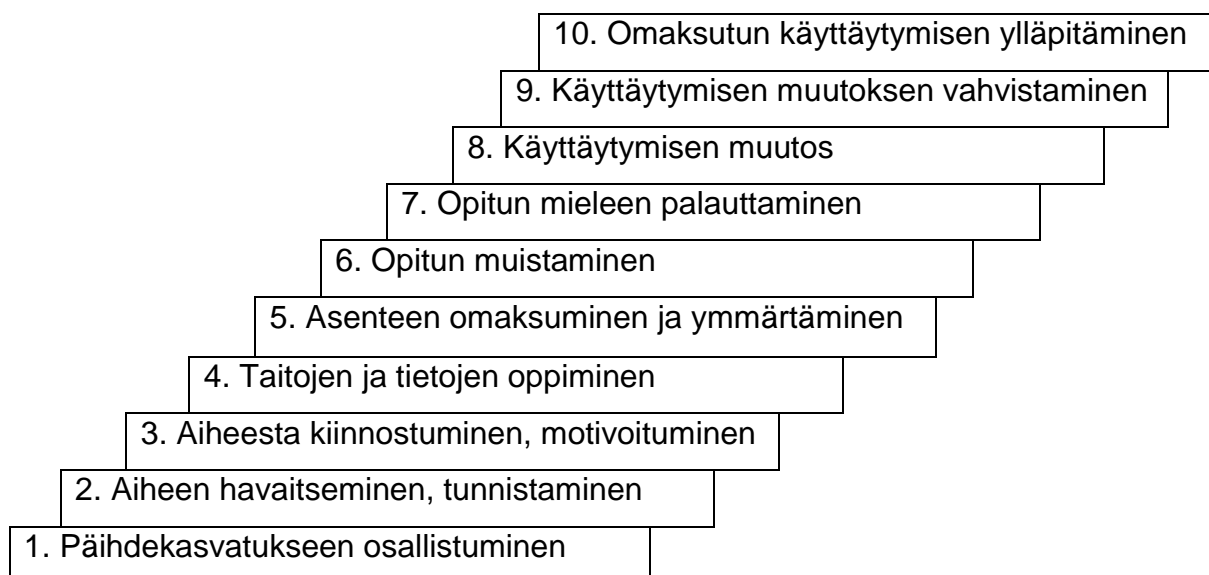 10. Omaksutun käyttäytymisen ylläpitäminen
9. Käyttäytymisen muutoksen vahvistaminen
8. Käyttäytymisen muutos
7. Opitun mieleen palauttaminen
6. Opitun muistaminen
5. Asenteen omaksuminen ja ymmärtäminen
4. Taitojen ja tietojen oppiminen
3. Aiheesta kiinnostuminen, motivoituminen
2. Aiheen havaitseminen, tunnistaminen
1. Päihdekasvatukseen osallistuminen